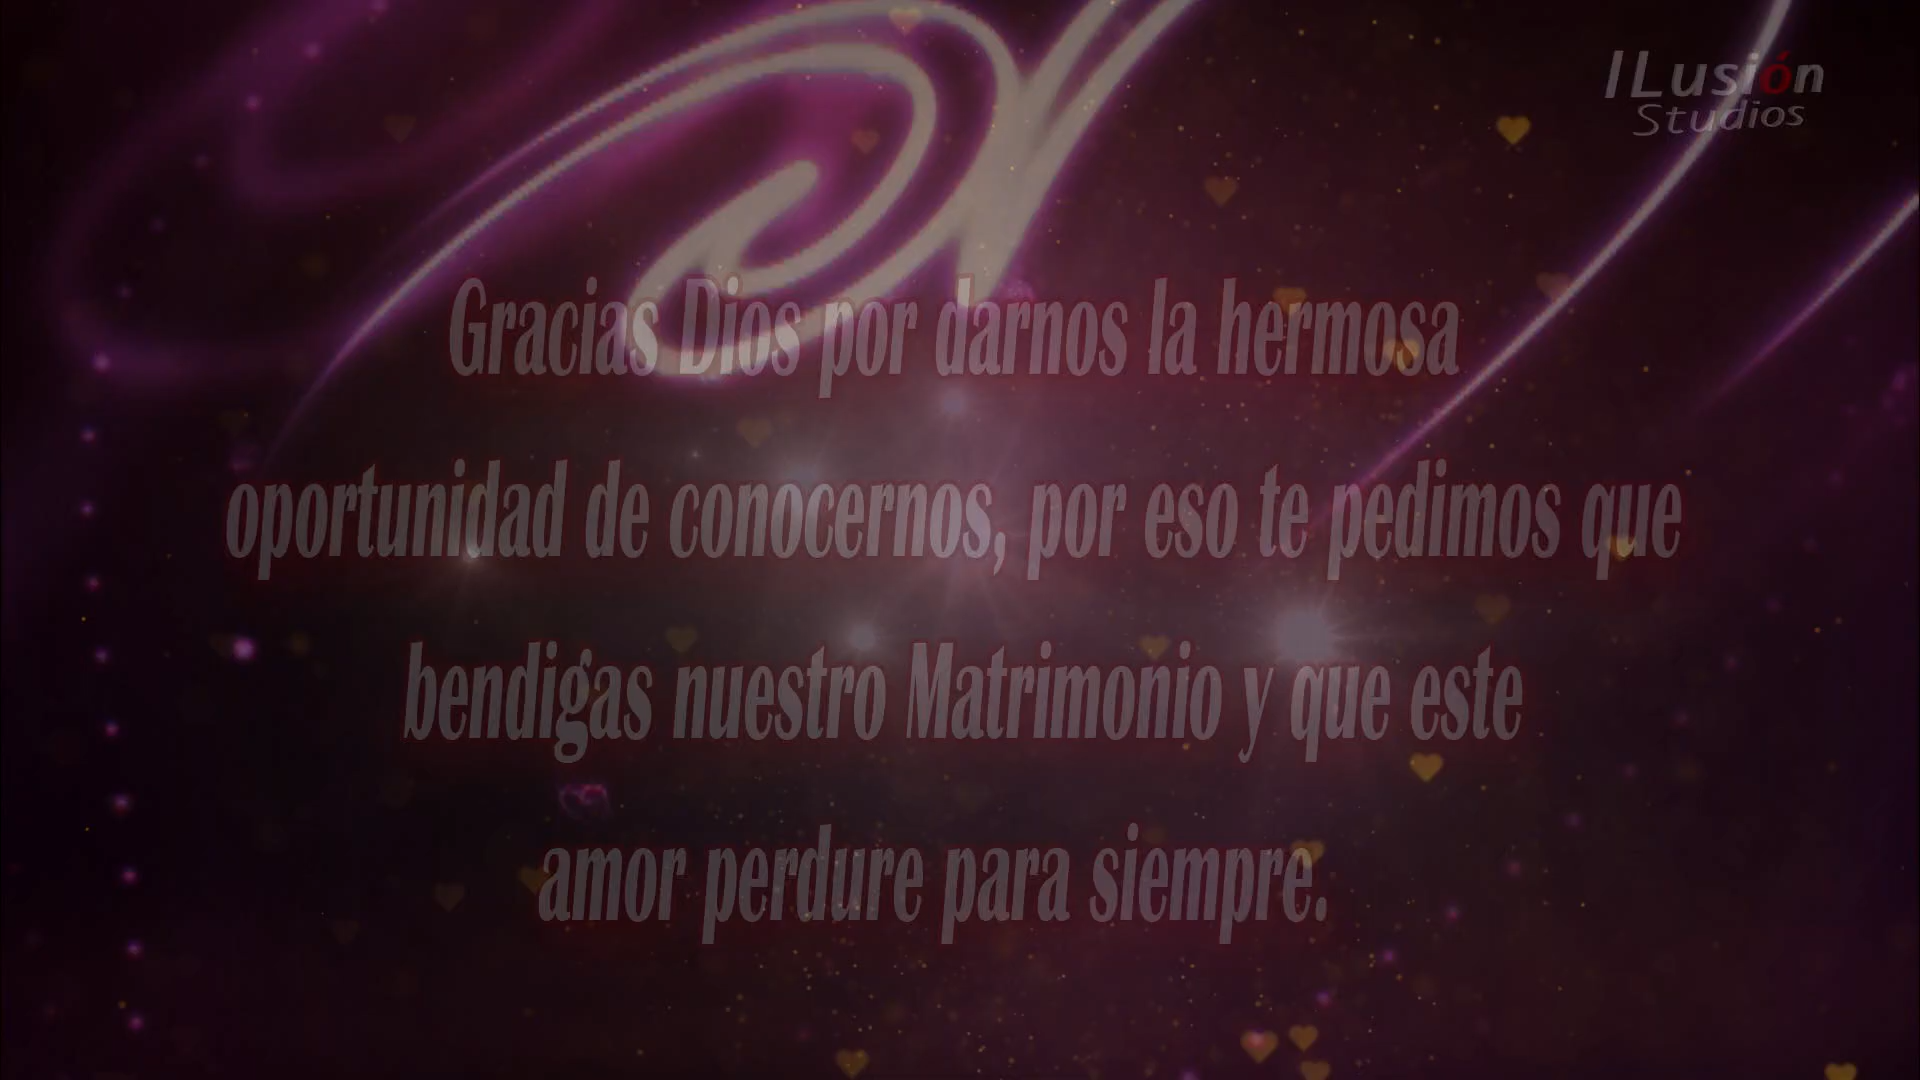 ILusión
Studios
Gracias Dios por darnos la hermosa
oportunidad de conocernos, por eso te pedimos que
bendigas nuestro Matrimonio y que este
amor perdure para siempre.